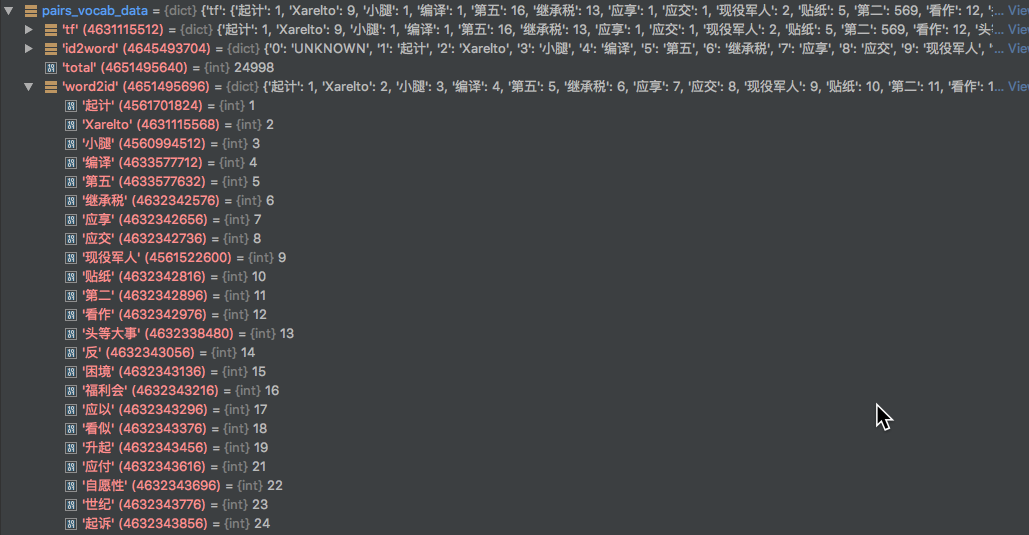 pairs_vocab_data = {dict} {'tf': {'起计': 1, 'Xarelto': 9, '小腿': 1, '编译': 1, '第五': 16, '继承税': 13, '应享': 1, '应交': 1, '现役军人': 2, '贴纸': 5, '第二': 569, '看作': 12, '... View
'tf' (4631115512) = {dict} {'起计': 1, 'Xarelto': 9, '小腿': 1, '编译': 1, '第五': 16, '继承税': 13, '应享': 1, '应交': 1, '现役军人': 2, '贴纸': 5, '第二': 569, '看作': 12, '头... View
'id2word' (4645493704) = {dict} {'0': 'UNKNOWN', '1': '起计', '2': 'Xarelto', '3': '小腿', '4': '编译', '5': '第五', '6': '继承税', '7': '应享', '8': '应交', '9': '现役军人', '... View
'total' (4651495640) = {int} 24998
'word2id' (4651495696) = {dict} {'起计': 1, 'Xarelto': 2, '小腿': 3, '编译': 4, '第五': 5, '继承税': 6, '应享': 7, '应交': 8, '现役军人': 9, '贴纸': 10, '第二': 11, '看作': 1... View
'起计' (4561701824) = {int} 1
'Xarelto' (4631115568) = {int} 2
'小腿' (4560994512) = {int} 3
'编译' (4633577712) = {int} 4
'第五' (4633577632) = {int} 5
'继承税' (4632342576) = {int} 6
'应享' (4632342656) = {int} 7
'应交' (4632342736) = {int} 8
'现役军人' (4561522600) = {int} 9
'贴纸' (4632342816) = {int} 10
'第二' (4632342896) = {int} 11
'看作' (4632342976) = {int} 12
'头等大事' (4632338480) = {int} 13
'反' (4632343056) = {int} 14
'困境' (4632343136) = {int} 15
'福利会' (4632343216) = {int} 16
'应以' (4632343296) = {int} 17
'看似' (4632343376) = {int} 18
'升起' (4632343456) = {int} 19
'应付' (4632343616) = {int} 21
'自愿性' (4632343696) = {int} 22
'世纪' (4632343776) = {int} 23
'起诉' (4632343856) = {int} 24